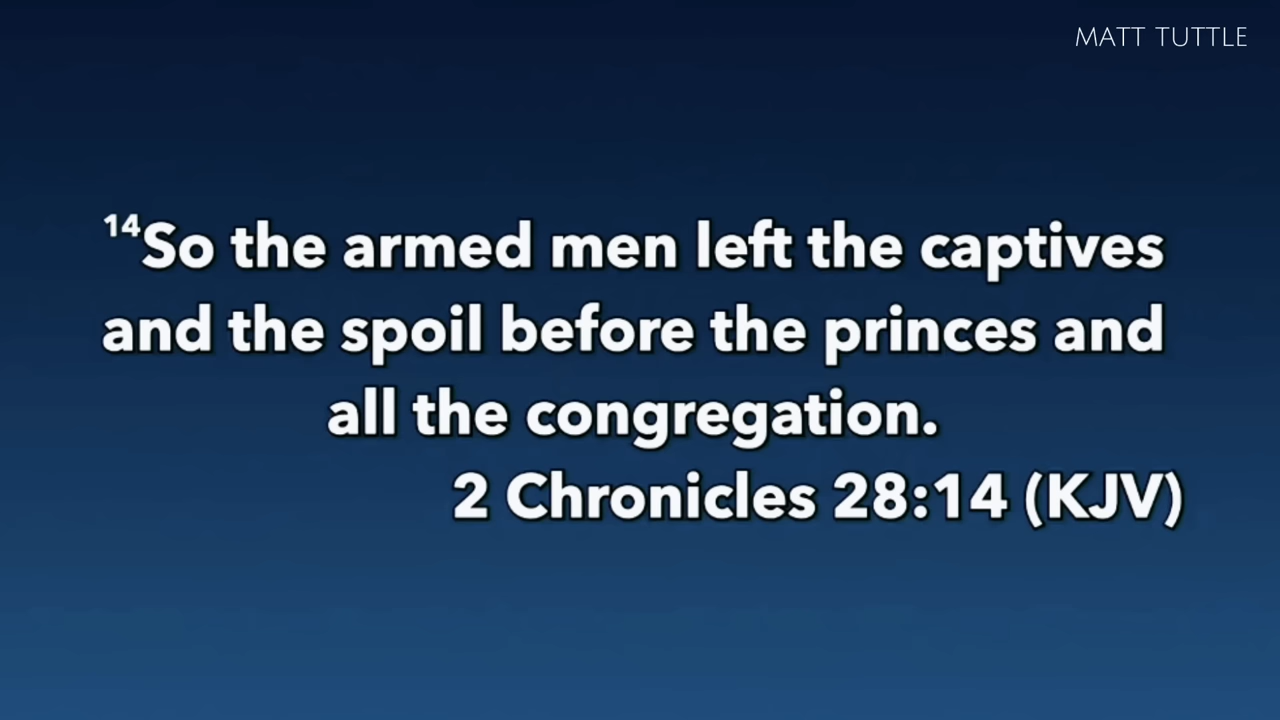 MATT TUTTLE
14So the armed men left the captives
and the spoil before the princes and
all the congregation.
2 Chronicles 28:14 (KJV)